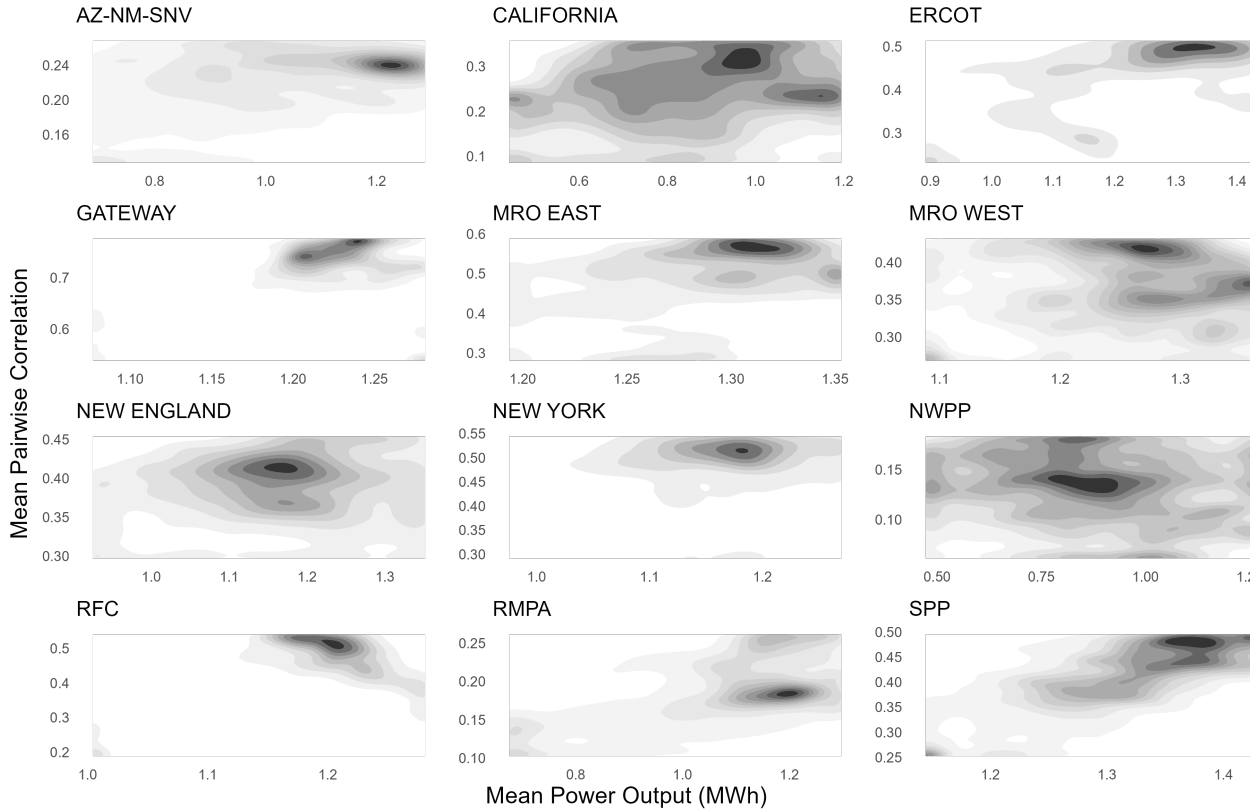 AZ-NM-SNV
0.24
0.20
0.16
0.8 1.0 1.2
CALIFORNIA
0.3
0.2
0.1
0.6 0.8 1.0 1.2
ERCOT
0.5
0.4
0.3
0.9 1.0 1.1 1.2 1.3 1.4
GATEWAY
0.7
0.6
1.10 1.15 1.20 1.25
MRO EAST
0.6
0.5
0.4
0.3
1.20 1.25 1.30 1.35
MRO WEST
0.40
0.35
0.30
1.1 1.2 1.3
NEW ENGLAND
0.45
0.40
0.35
0.30
1.0 1.1 1.2 1.3
NEW YORK
0.55
0.50
0.45
0.40
0.35
0.30
1.0 1.1 1.2
NWPP
0.15
0.10
0.50 0.75 1.00 1.2
RFC
0.5
0.4
0.3
0.2
1.0 1.1 1.2
RMPA
0.25
0.20
0.15
0.10
0.8 1.0 1.2
SPP
0.50
0.45
0.40
0.35
0.30
0.25
1.2 1.3 1.4
Mean Pairwise Correlation
Mean Power Output (MWh)